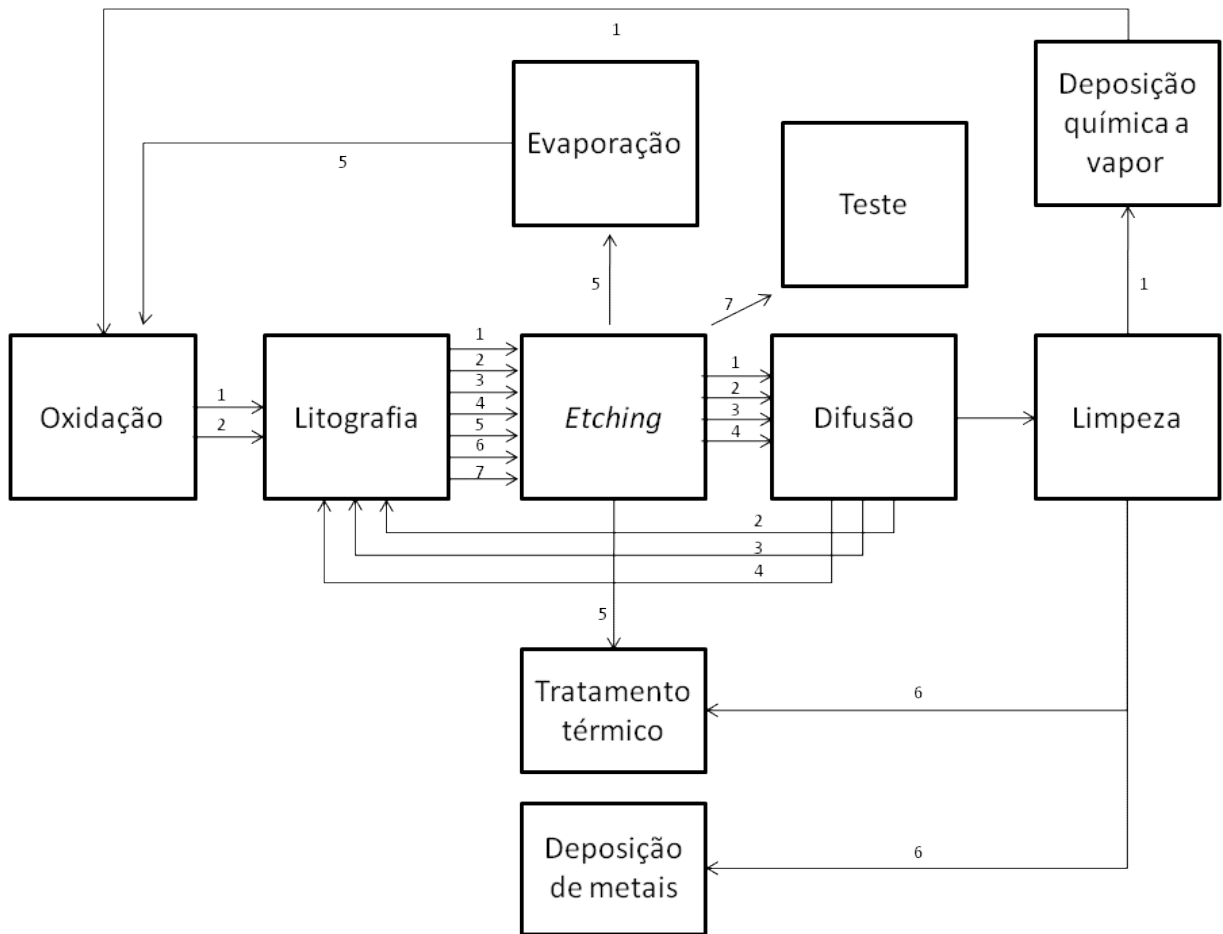 1
Deposição
química a
vapor
Evaporação
5
Teste
5
7
1
Oxidação
1
2
Litografia
1
2
3
4
5
6
7
Etching
1
2
3
4
Difusão
Limpeza
2
3
4
5
Tratamento
térmico
6
Deposição
de metais
6